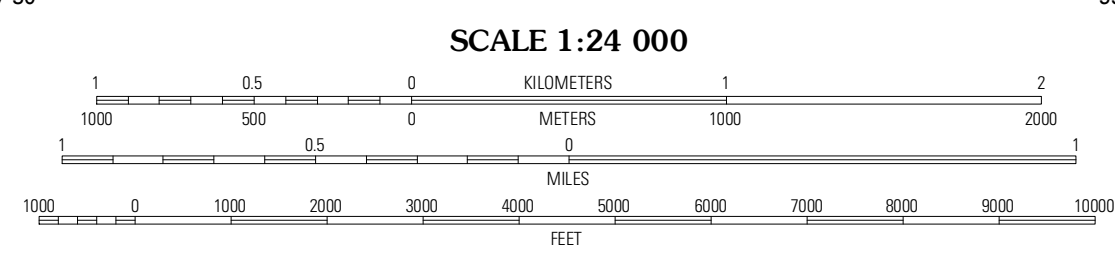 SCALE 1:24 000
1 0.5 0 KILOMETERS 1 2
1000 500 0 METERS 1000 2000
1 0.5 0 1
MILES
1000 0 1000 2000 3000 4000 5000 6000 7000 8000 9000 10000
FEET